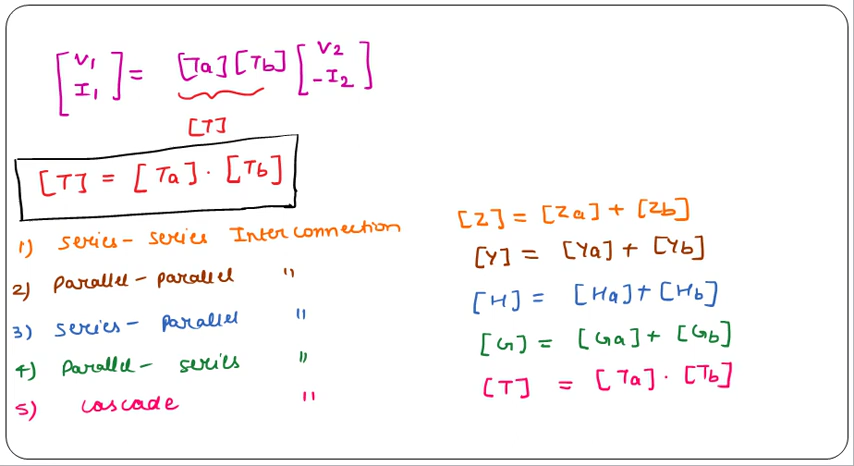 [V1 I1] = [Ta] [Tb] [V2 -I2]
[T]
[T] = [Ta] . [Tb]
1) series - series Interconnection [Z] = [Za] + [Zb]
2) Parallel - parallel " [Y] = [Ya] + [Yb]
3) series - Parallel " [H] = [Ha] + [Hb]
4) Parallel - series " [G] = [Ga] + [Gb]
5) cascade " [T] = [Ta] . [Tb]